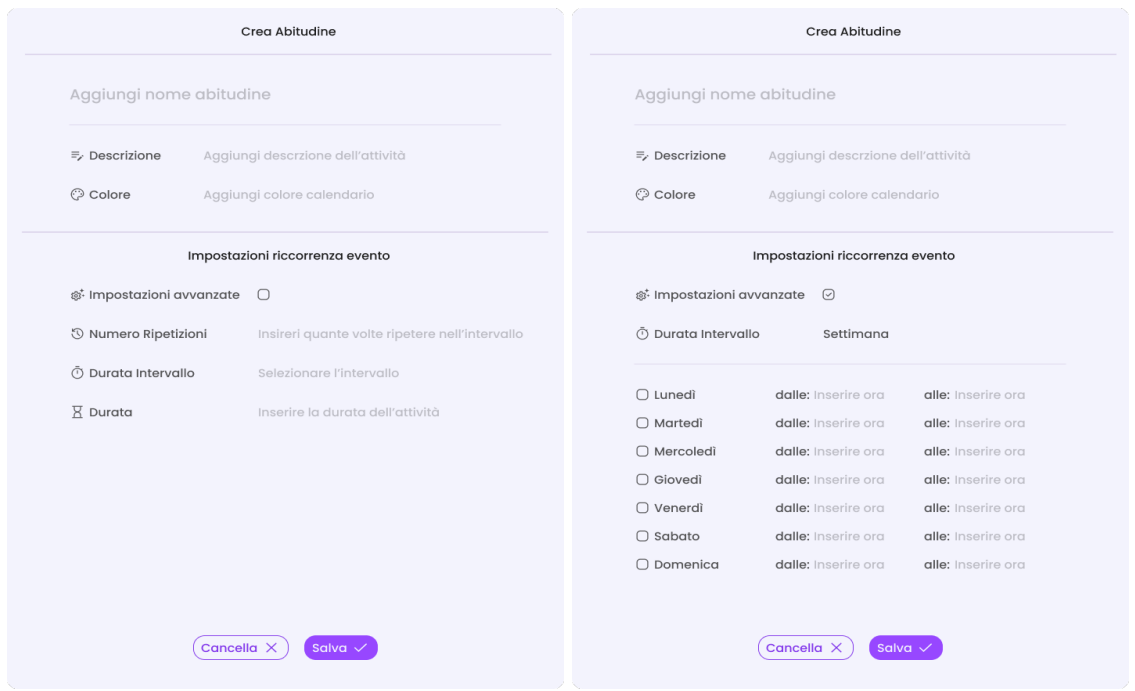 Crea Abitudine
Aggiungi nome abitudine
Descrizione Aggiungi descrzione dell'attività
Colore Aggiungi colore calendario
Impostazioni riccorrenza evento
Impostazioni avvanzate
Numero Ripetizioni Insireri quante volte ripetere nell'intervallo
Durata Intervallo Selezionare l'intervallo
Durata Inserire la durata dell'attività
Cancella Salva
Crea Abitudine
Aggiungi nome abitudine
Descrizione Aggiungi descrzione dell'attività
Colore Aggiungi colore calendario
Impostazioni riccorrenza evento
Impostazioni avvanzate
Durata Intervallo Settimana
Lunedì dalle: Inserire ora alle: Inserire ora
Martedì dalle: Inserire ora alle: Inserire ora
Mercoledì dalle: Inserire ora alle: Inserire ora
Giovedì dalle: Inserire ora alle: Inserire ora
Venerdì dalle: Inserire ora alle: Inserire ora
Sabato dalle: Inserire ora alle: Inserire ora
Domenica dalle: Inserire ora alle: Inserire ora
Cancella Salva